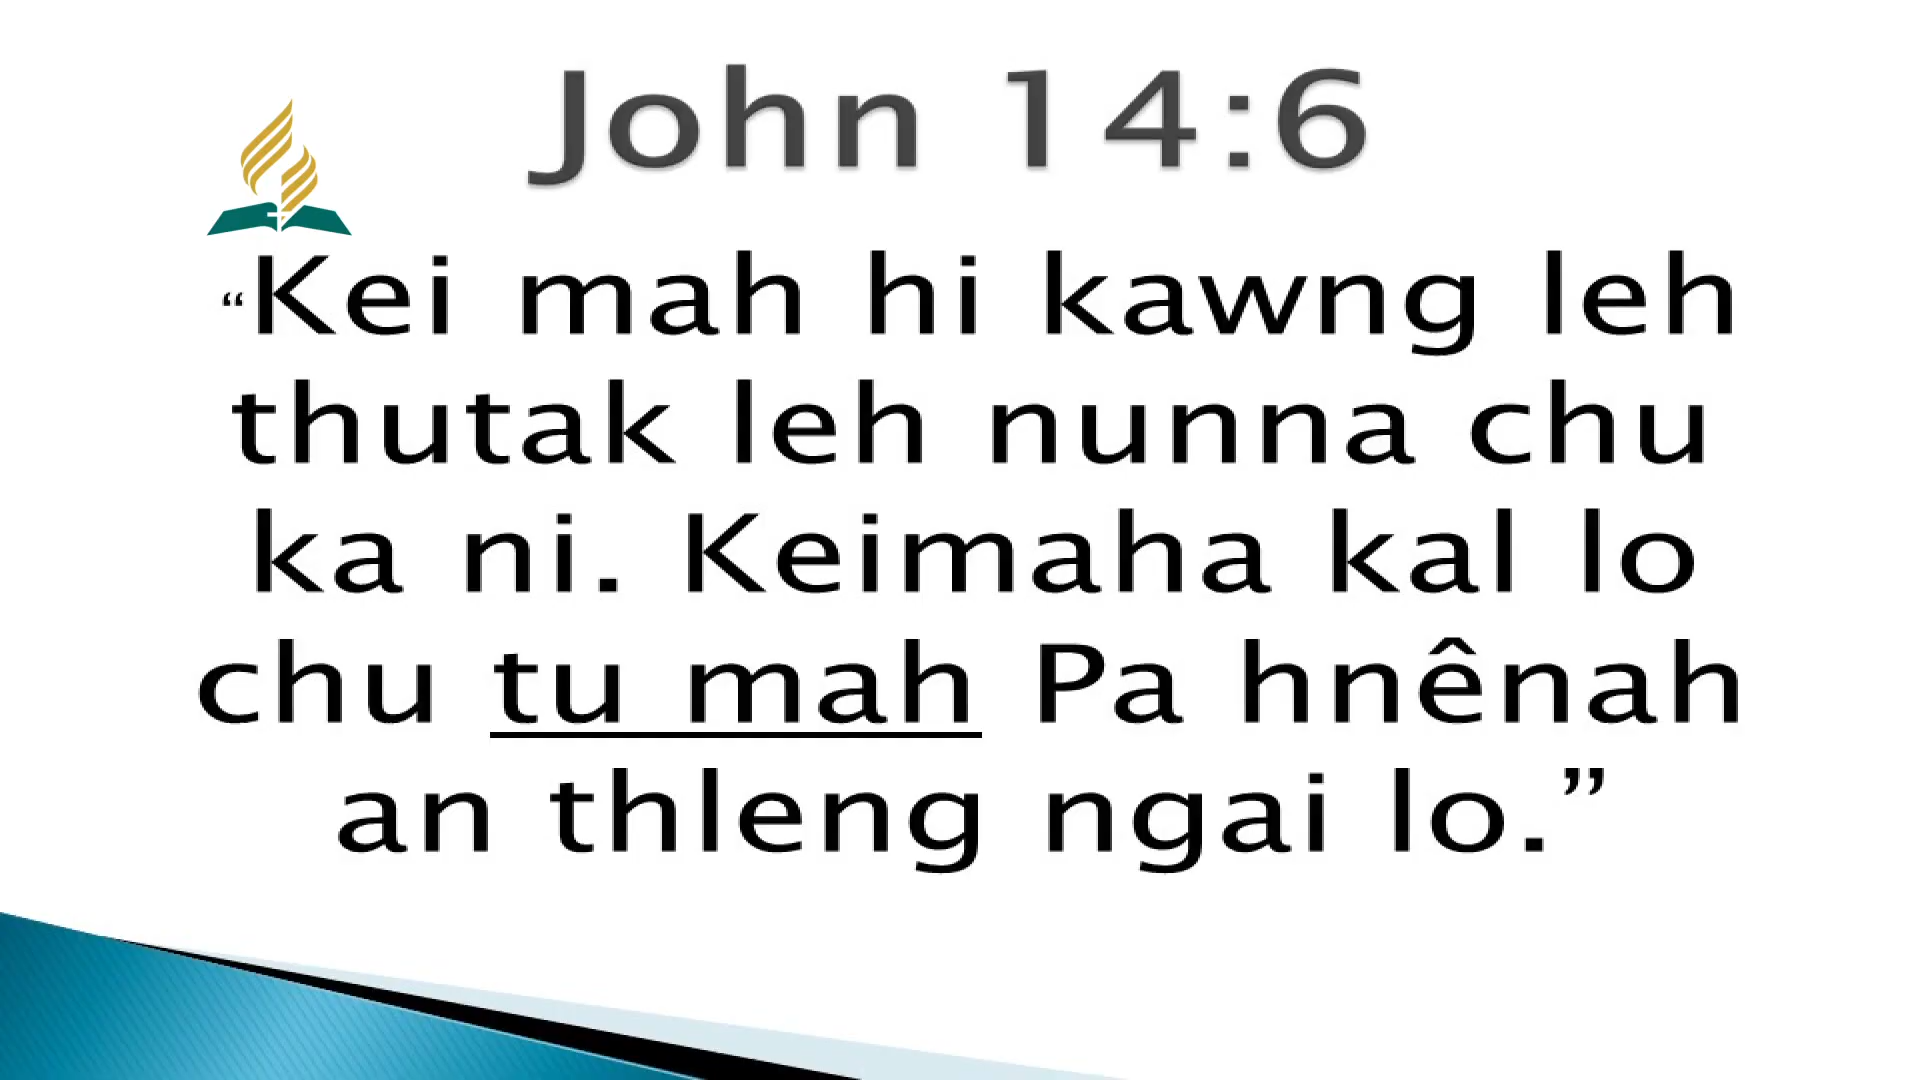 John 14:6
“Kei mah hi kawng leh
thutak leh nunna chu
ka ni. Keimaha kal lo
chu tu mah Pa hnênah
an thleng ngai lo.”